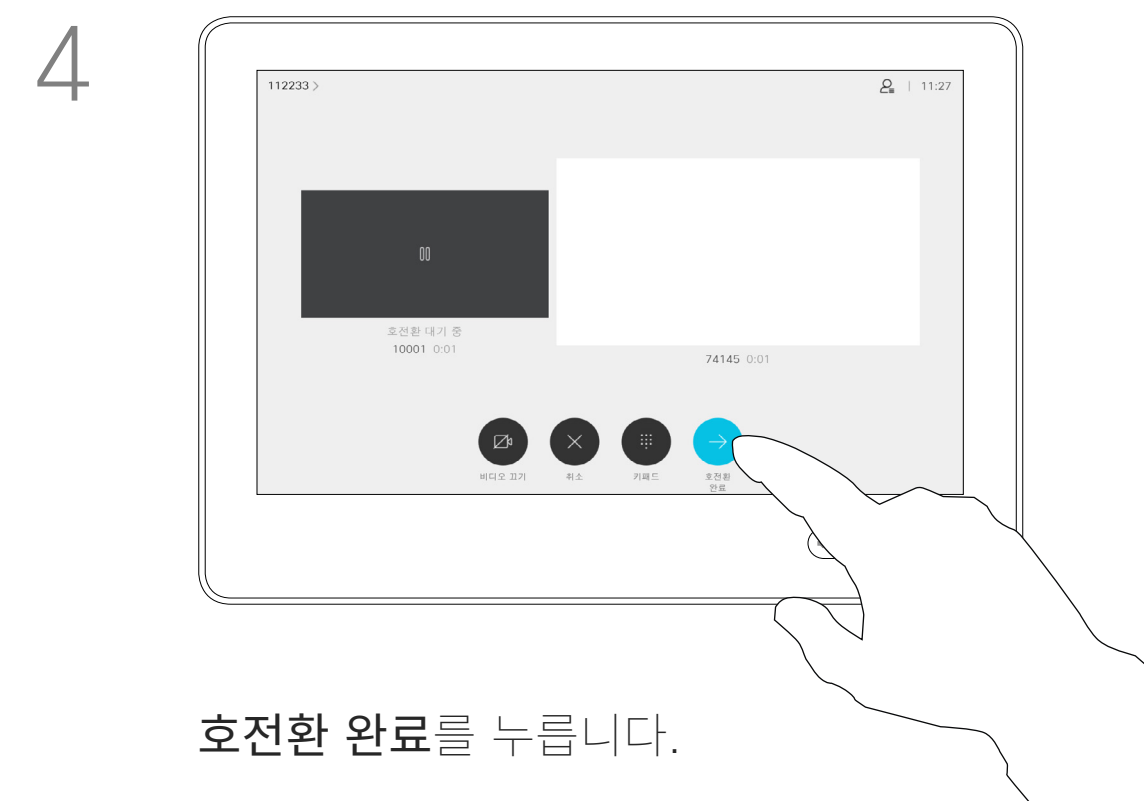 4
112233 >
11:27
호전환 대기 중
10001 0:01
74145 0:01
비디오 끄기
취소
키패드
호전환
완료
호전환 완료를 누릅니다.